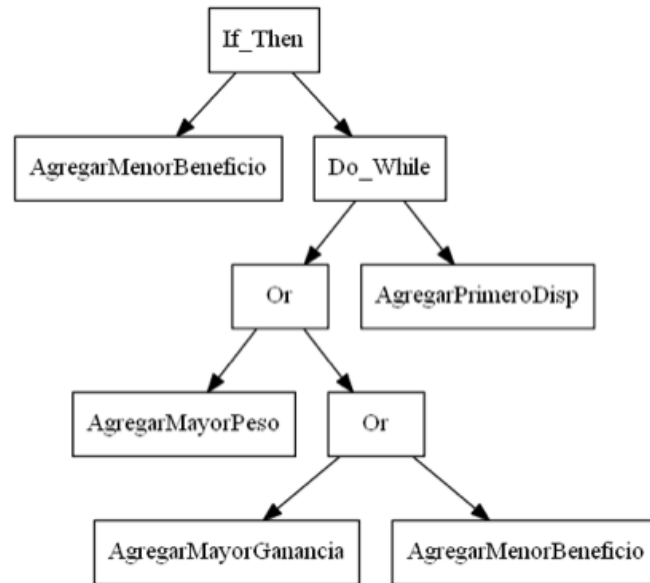 If_Then
AgregarMenorBeneficio
Do_While
Or
AgregarPrimeroDisp
AgregarMayorPeso
Or
AgregarMayorGanancia
AgregarMenorBeneficio